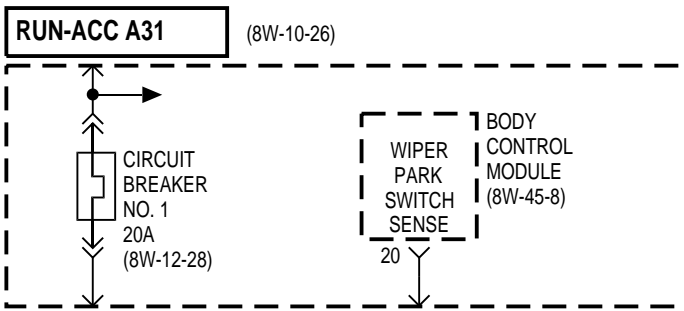 RUN-ACC A31
(8W-10-26)
CIRCUIT
BREAKER
NO. 1
20A
(8W-12-28)
WIPER
PARK
SWITCH
SENSE
BODY
CONTROL
MODULE
(8W-45-8)
20